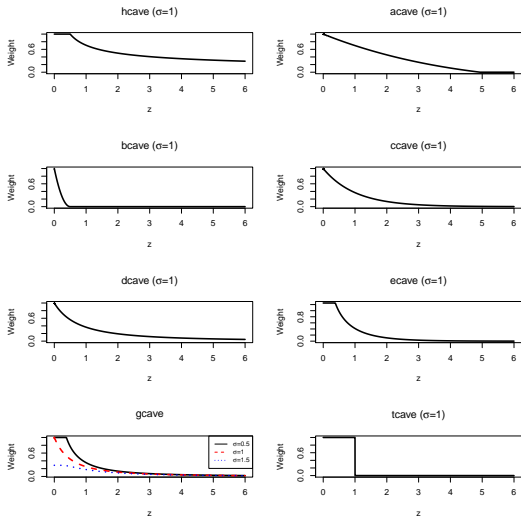 hcave (σ=1)
Weight
0.0 0.6
0 1 2 3 4 5 6
z
acave (σ=1)
Weight
0.0 0.6
0 1 2 3 4 5 6
z
bcave (σ=1)
Weight
0.0 0.6
0 1 2 3 4 5 6
z
ccave (σ=1)
Weight
0.0 0.6
0 1 2 3 4 5 6
z
dcave (σ=1)
Weight
0.0 0.6
0 1 2 3 4 5 6
z
ecave (σ=1)
Weight
0.0 0.8
0 1 2 3 4 5 6
z
gcave
Weight
0.0 0.6
σ=0.5
σ=1
σ=1.5
0 1 2 3 4 5 6
z
tcave (σ=1)
Weight
0.0 0.6
0 1 2 3 4 5 6
z